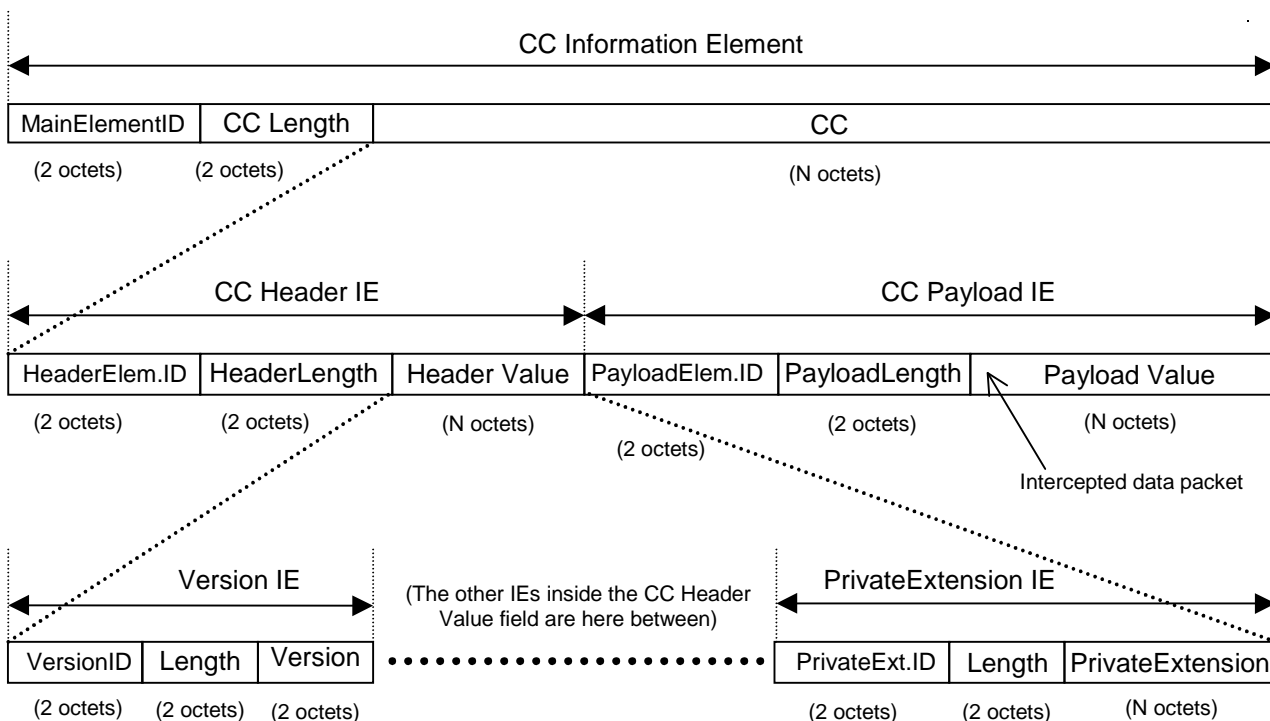 CC Information Element
MainElementID CC Length CC
(2 octets) (2 octets) (N octets)
CC Header IE CC Payload IE
HeaderElem.ID HeaderLength Header Value PayloadElem.ID PayloadLength Payload Value
(2 octets) (2 octets) (N octets) (2 octets) (2 octets) (N octets)
Intercepted data packet
Version IE (The other IEs inside the CC Header PrivateExtension IE
Value field are here between)
VersionID Length Version PrivateExt.ID Length PrivateExtension
(2 octets) (2 octets) (2 octets) (2 octets) (2 octets) (N octets)